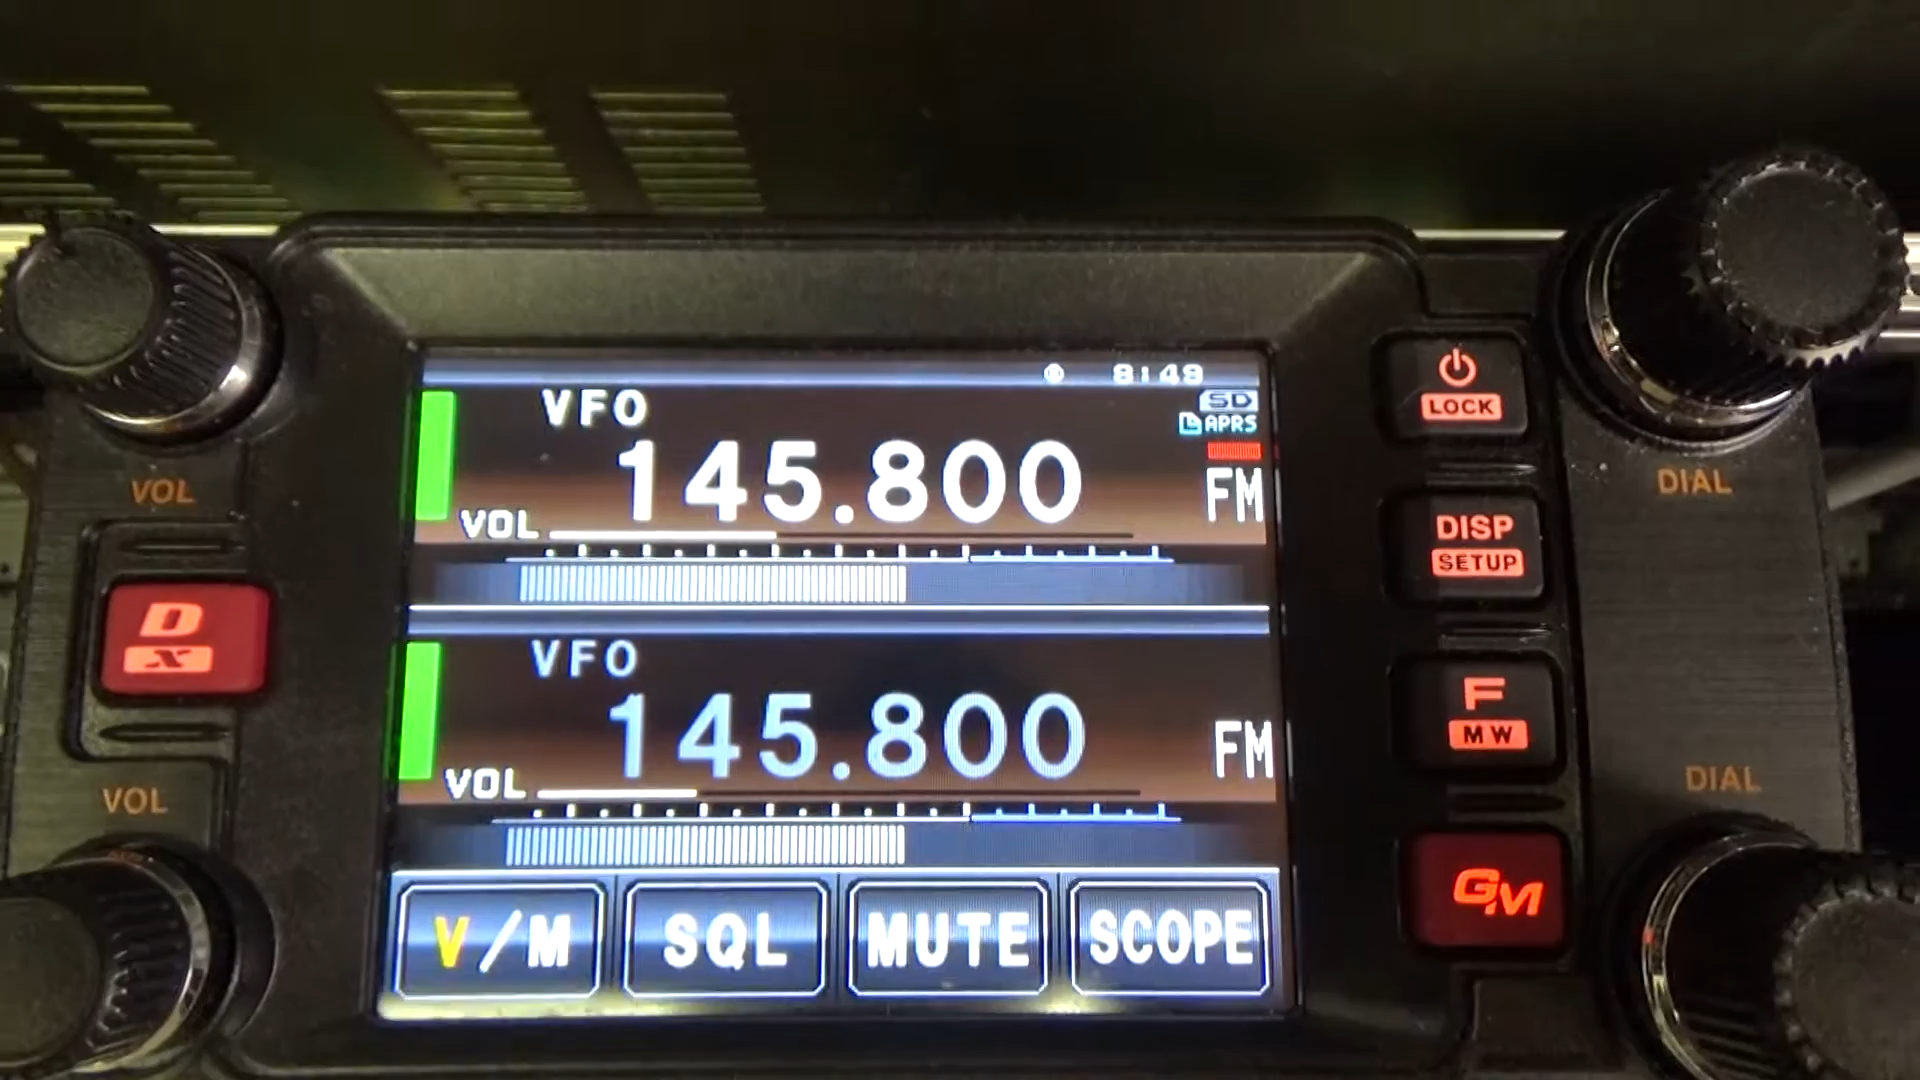 8:49
VFO
SD
APRS
145.800
FM
VOL
VFO
145.800
FM
VOL
V/M
SQL
MUTE
SCOPE
VOL
D
X
VOL
LOCK
DISP
SETUP
F
MW
GM
DIAL
DIAL